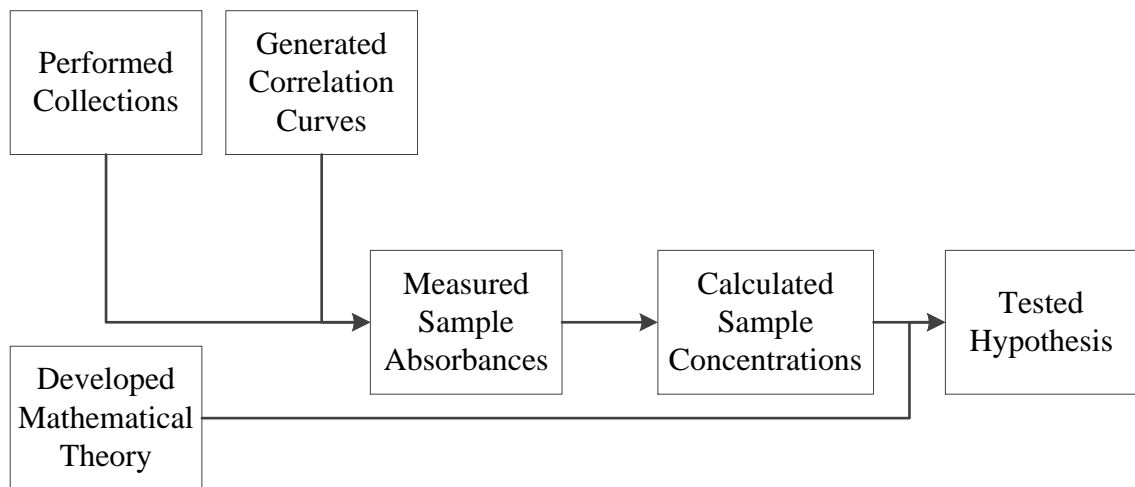 Performed
Collections
Generated
Correlation
Curves
Measured
Sample
Absorbances
Calculated
Sample
Concentrations
Tested
Hypothesis
Developed
Mathematical
Theory